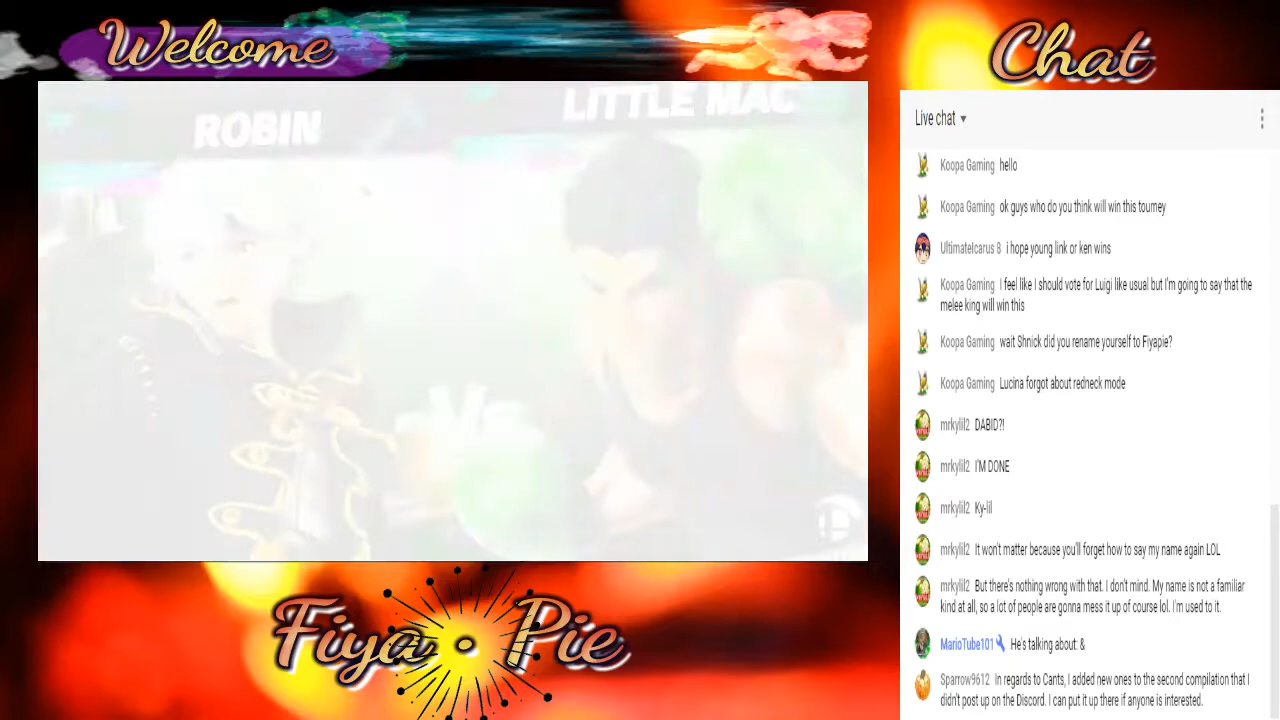 Welcome
Chat
ROBIN
LITTLE MAC
VS
Live chat
Koopa Gaming hello
Koopa Gaming ok guys who do you think will win this tourney
UltimateIcarus 8 i hope young link or ken wins
Koopa Gaming I feel like I should vote for Luigi like usual but I'm going to say that the
melee king will win this
Koopa Gaming wait Shnick did you rename yourself to Fiyapie?
Koopa Gaming Lucina forgot about redneck mode
mrkylil2 DABID?!
mrkylil2 I'M DONE
mrkylil2 Ky-lil
mrkylil2 It won't matter because you'll forget how to say my name again LOL
mrkylil2 But there's nothing wrong with that. I don't mind. My name is not a familiar
kind at all, so a lot of people are gonna mess it up of course lol. I'm used to it.
MarioTube101 He's talking about: &
Sparrow9612 In regards to Cants, I added new ones to the second compilation that I
didn't post up on the Discord. I can put it up there if anyone is interested.
Fiya • Pie